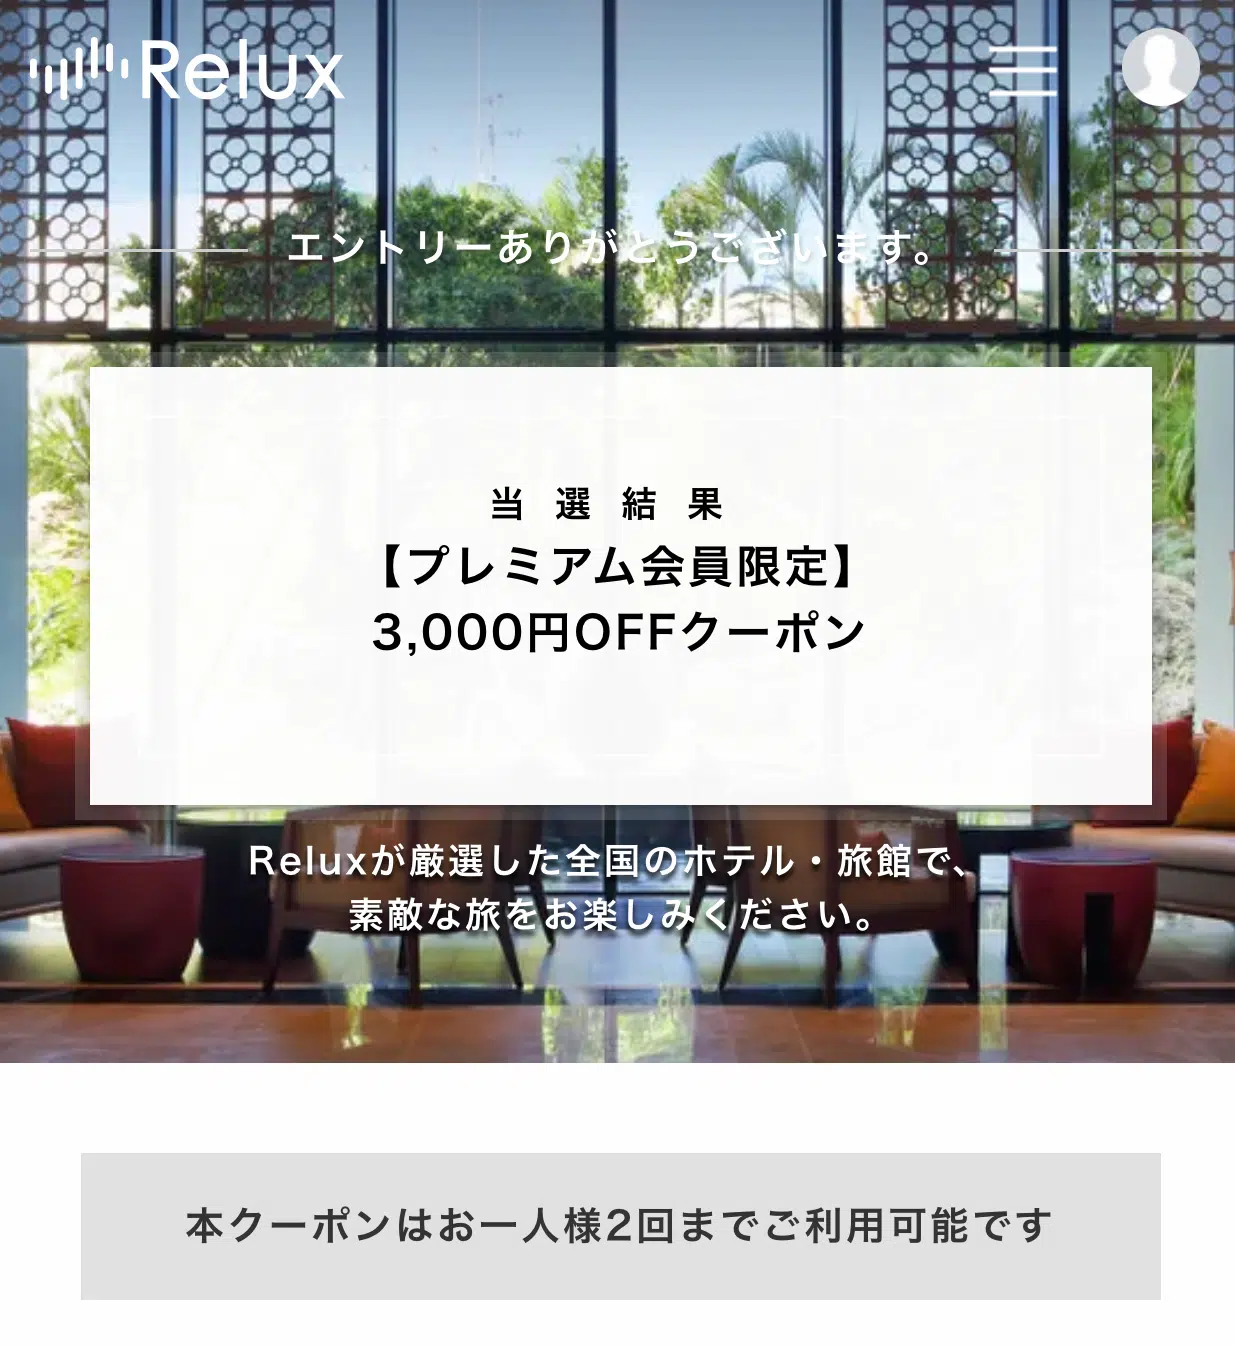 Relux
エントリーありがとうございます。
当選結果
【プレミアム会員限定】
3,000円OFFクーポン
Reluxが厳選した全国のホテル・旅館で、
素敵な旅をお楽しみください。
本クーポンはお一人様2回までご利用可能です